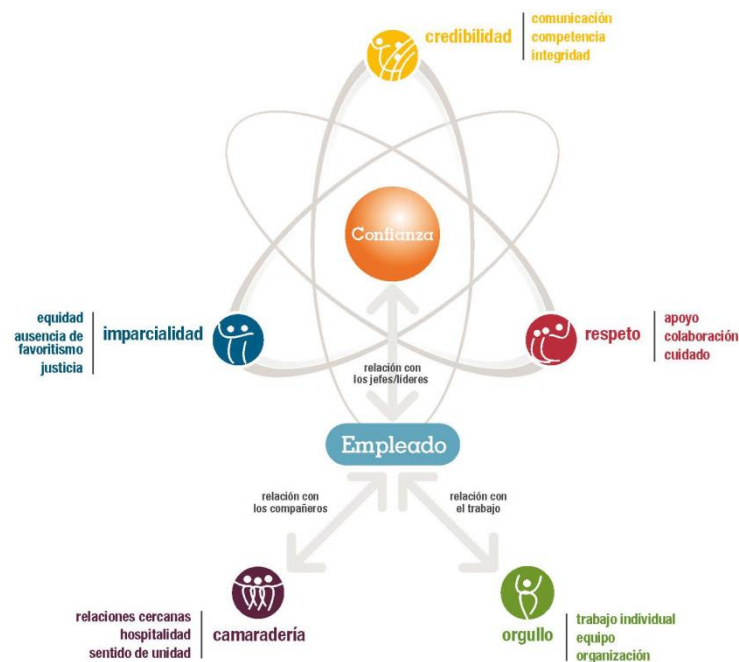 credibilidad
comunicación
competencia
integridad
Confianza
equidad
ausencia de
favoritismo
justicia
imparcialidad
respeto
apoyo
colaboración
cuidado
relación con
los jefes/líderes
Empleado
relación con
los compañeros
relación con
el trabajo
relaciones cercanas
hospitalidad
sentido de unidad
camaradería
orgullo
trabajo individual
equipo
organización